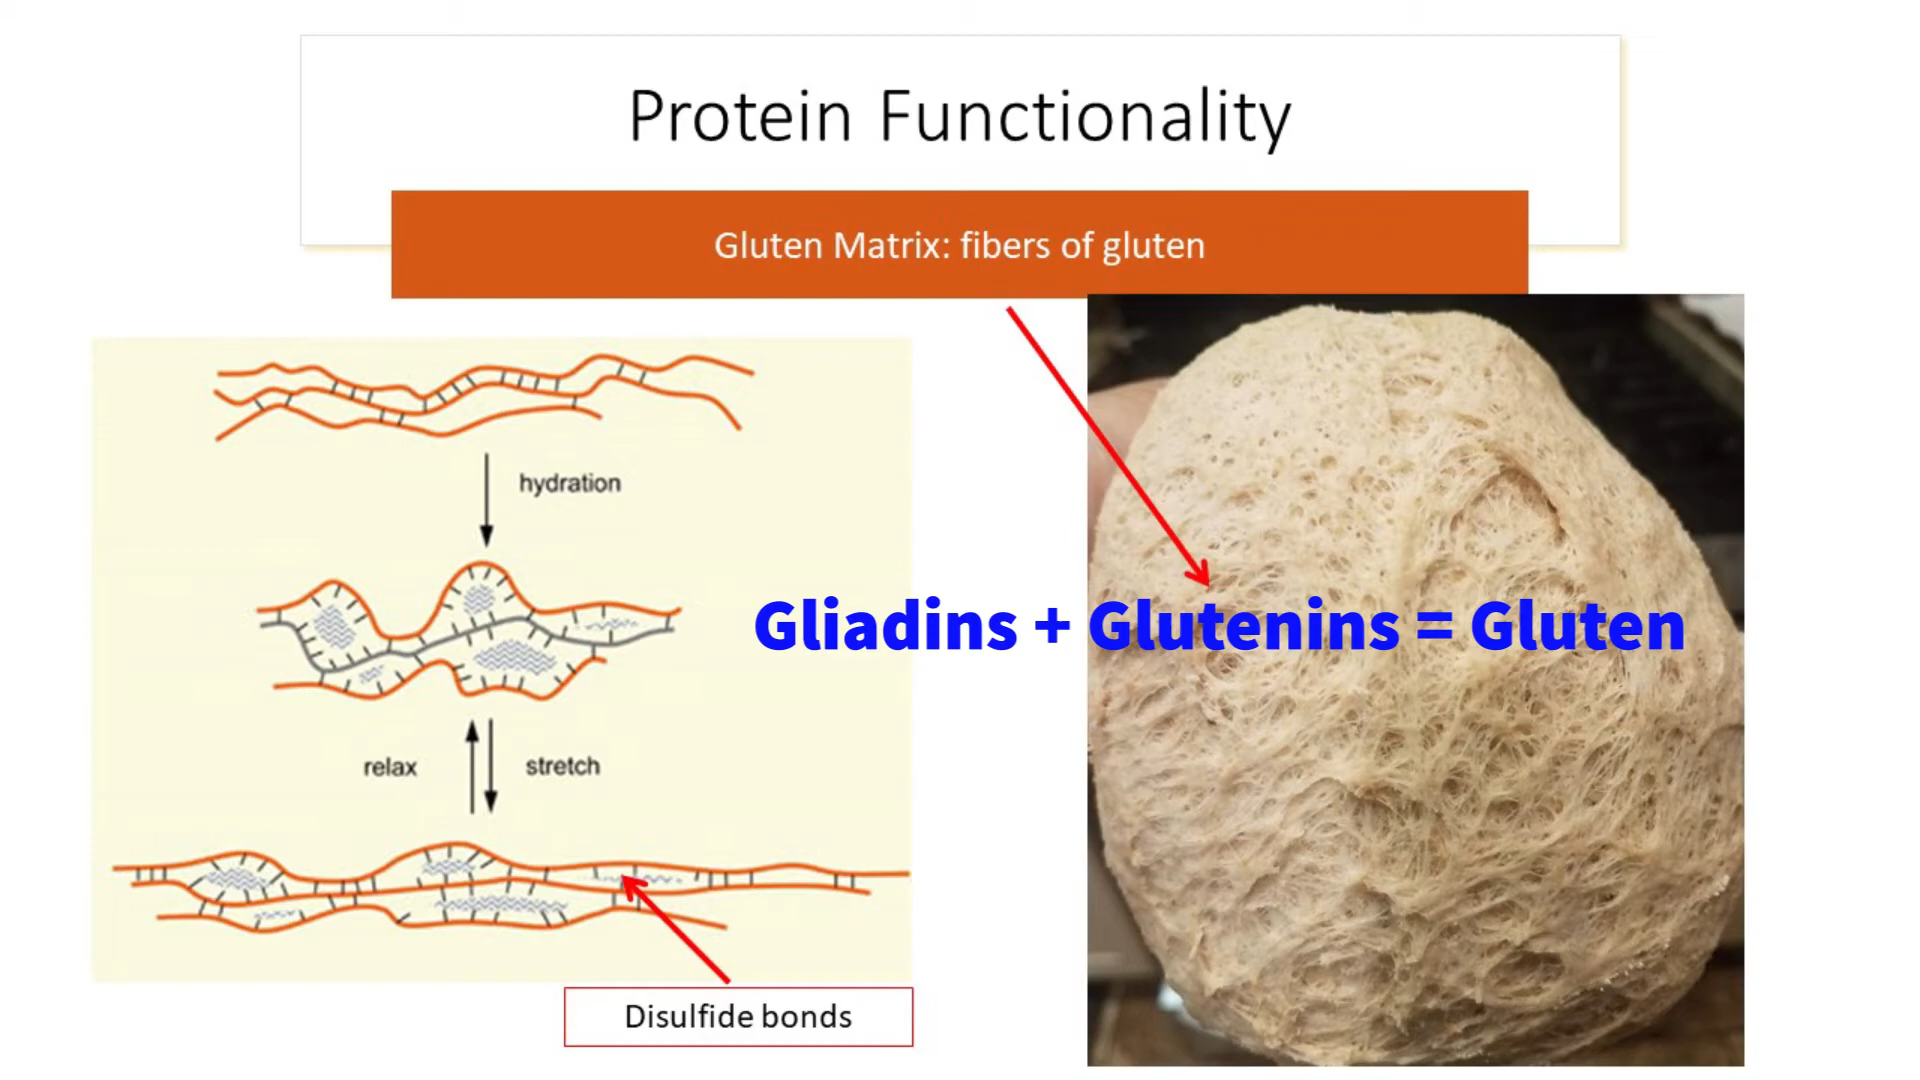 Protein Functionality
Gluten Matrix: fibers of gluten
hydration
Gliadins + Glutenins = Gluten
relax
stretch
Disulfide bonds